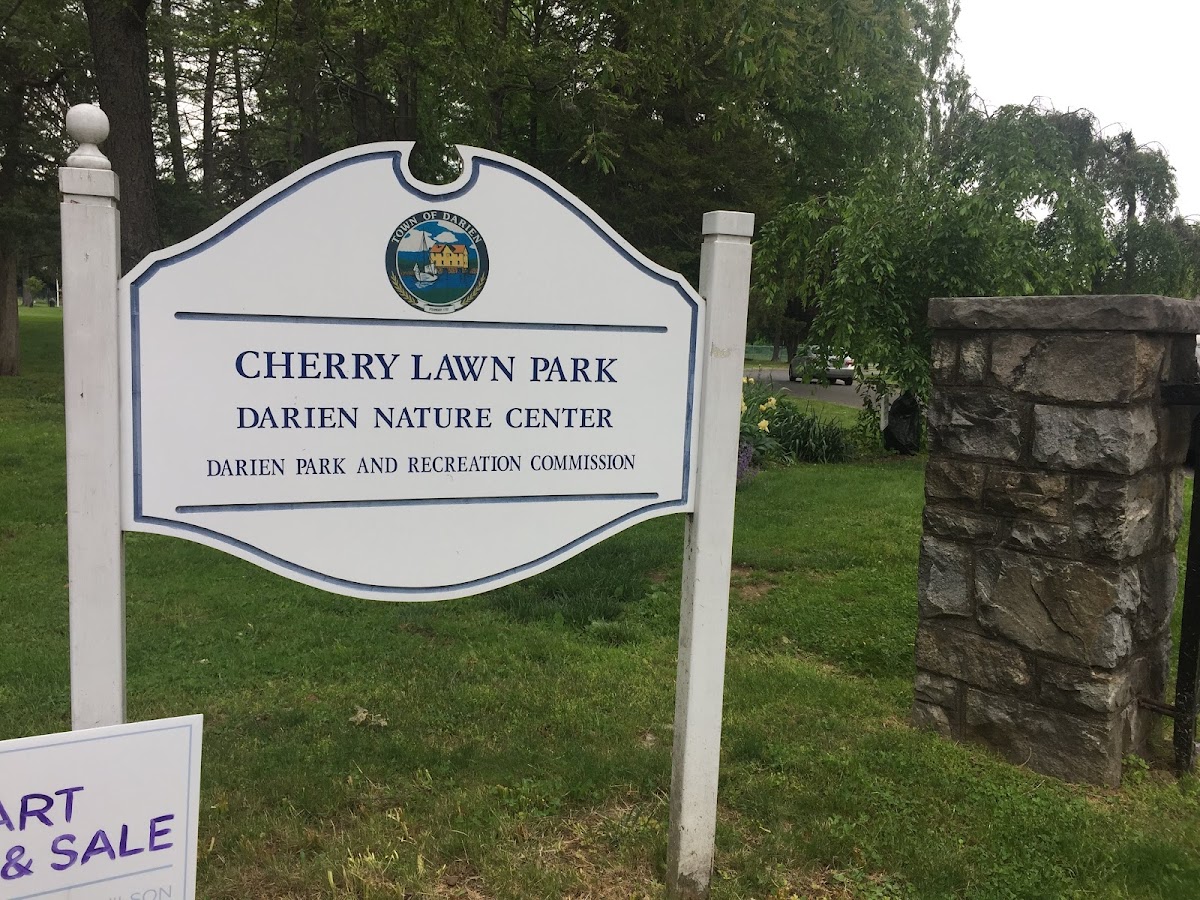 TOWN OF DARIEN
CHERRY LAWN PARK
DARIEN NATURE CENTER
DARIEN PARK AND RECREATION COMMISSION
ART
& SALE